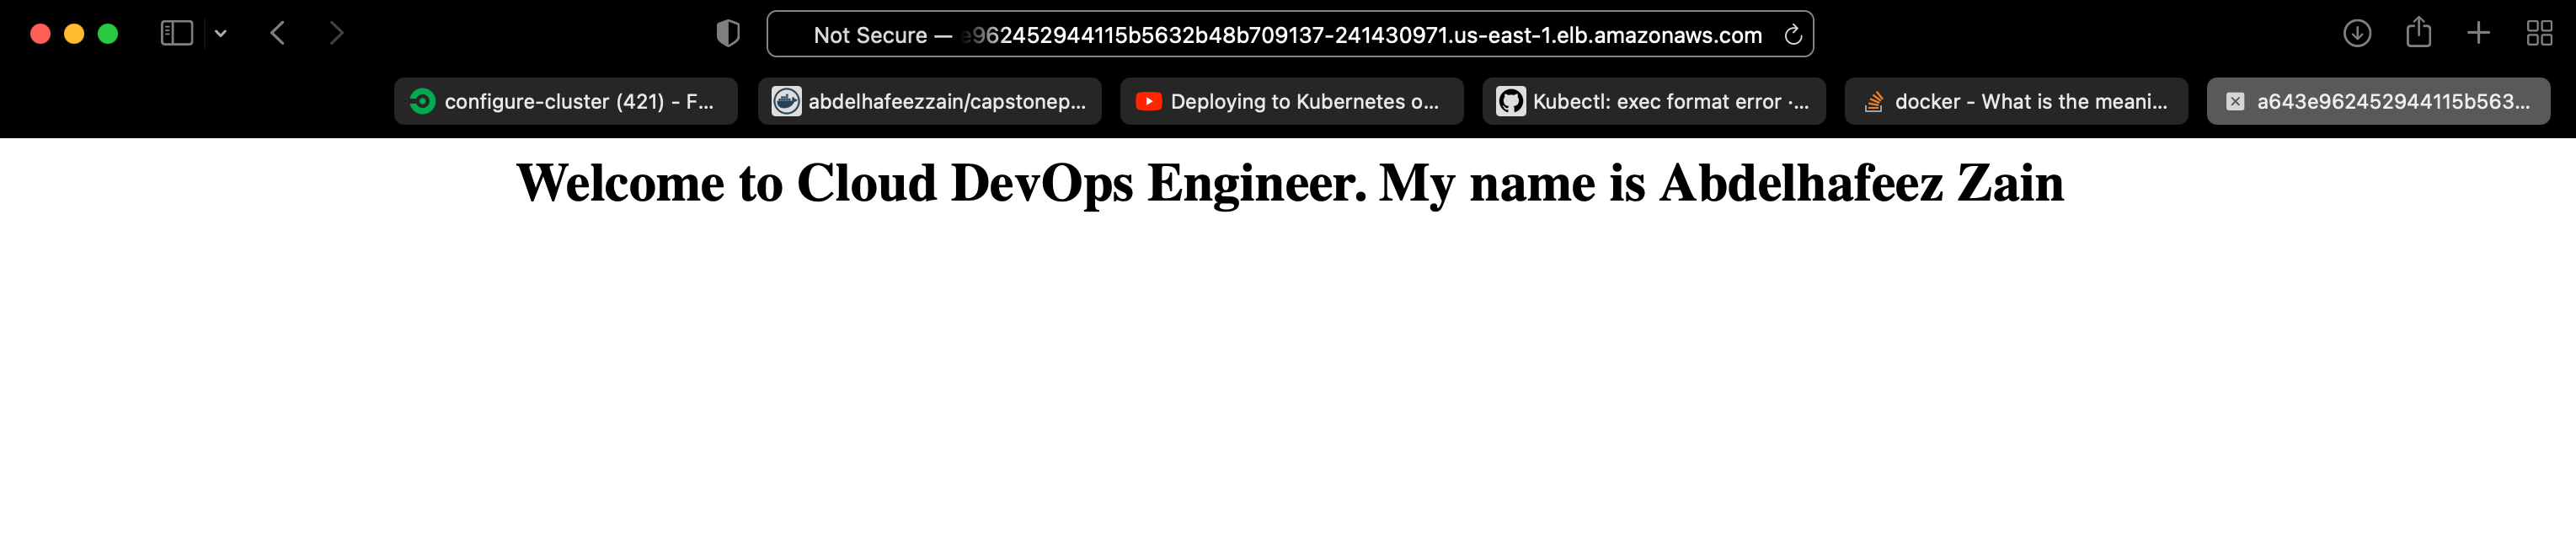 Not Secure — e962452944115b5632b48b709137-241430971.us-east-1.elb.amazonaws.com
configure-cluster (421) - F...
abdelhafeezzain/capstonep...
Deploying to Kubernetes o...
Kubectl: exec format error ·...
docker - What is the meani...
a643e962452944115b563...
Welcome to Cloud DevOps Engineer. My name is Abdelhafeez Zain